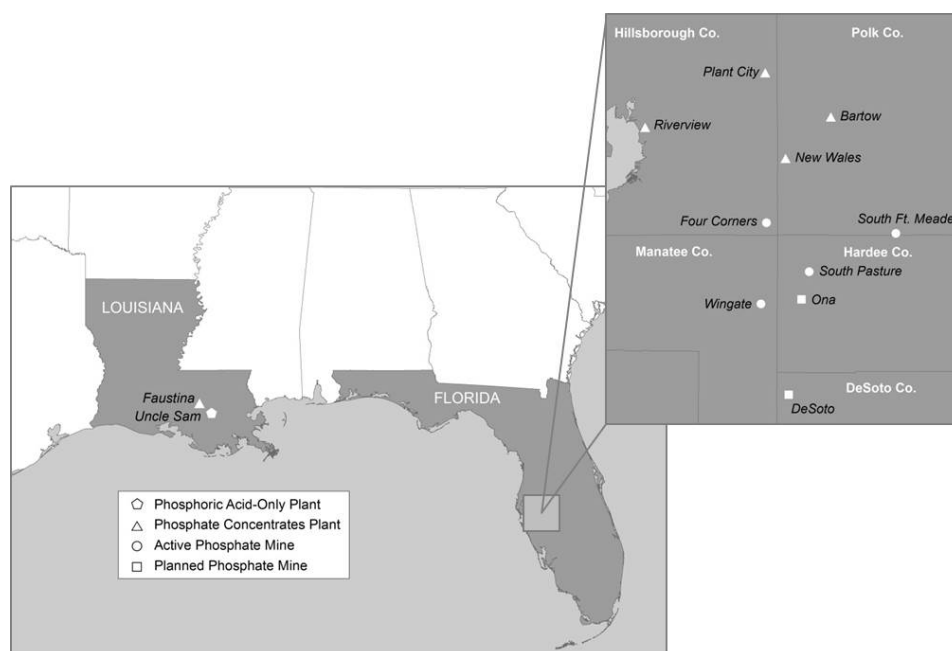 Hillsborough Co.
Polk Co.
Plant City
Bartow
Riverview
New Wales
Four Corners
South Ft. Meade
Manatee Co.
Hardee Co.
South Pasture
Wingate
Ona
DeSoto Co.
DeSoto
LOUISIANA
Faustina
Uncle Sam
FLORIDA
Phosphoric Acid-Only Plant
Phosphate Concentrates Plant
Active Phosphate Mine
Planned Phosphate Mine